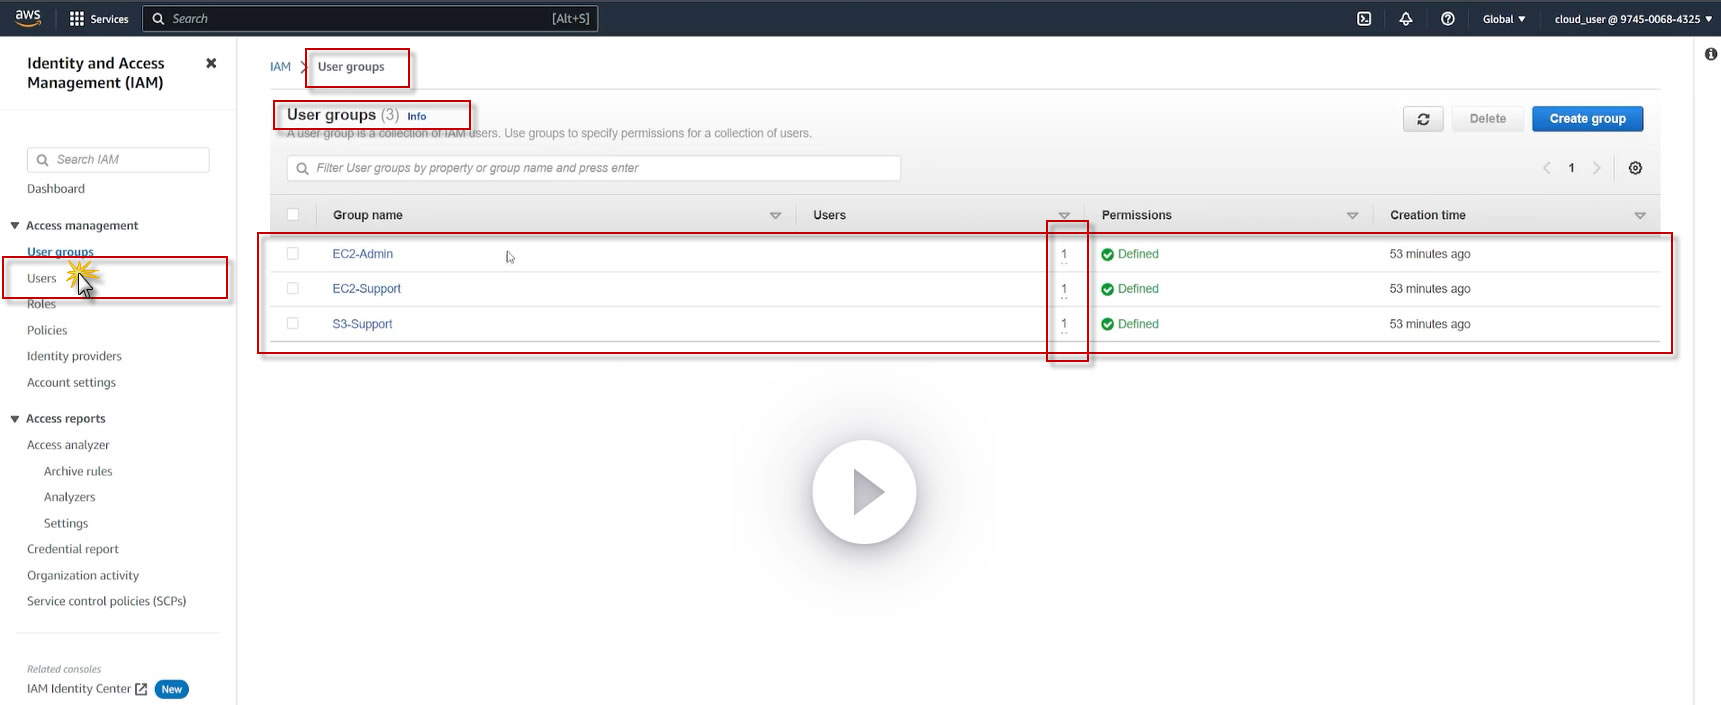 aws
Services
Search
[Alt+S]
Global
cloud_user @ 9745-0068-4325
Identity and Access
Management (IAM)
Search IAM
Dashboard
Access management
User groups
Users
Roles
Policies
Identity providers
Account settings
Access reports
Access analyzer
Archive rules
Analyzers
Settings
Credential report
Organization activity
Service control policies (SCPs)
Related consoles
IAM Identity Center New
IAM > User groups
User groups (3) Info
A user group is a collection of IAM users. Use groups to specify permissions for a collection of users.
Delete
Create group
Filter User groups by property or group name and press enter
1
Group name Users Permissions Creation time
EC2-Admin 1 Defined 53 minutes ago
EC2-Support 1 Defined 53 minutes ago
S3-Support 1 Defined 53 minutes ago